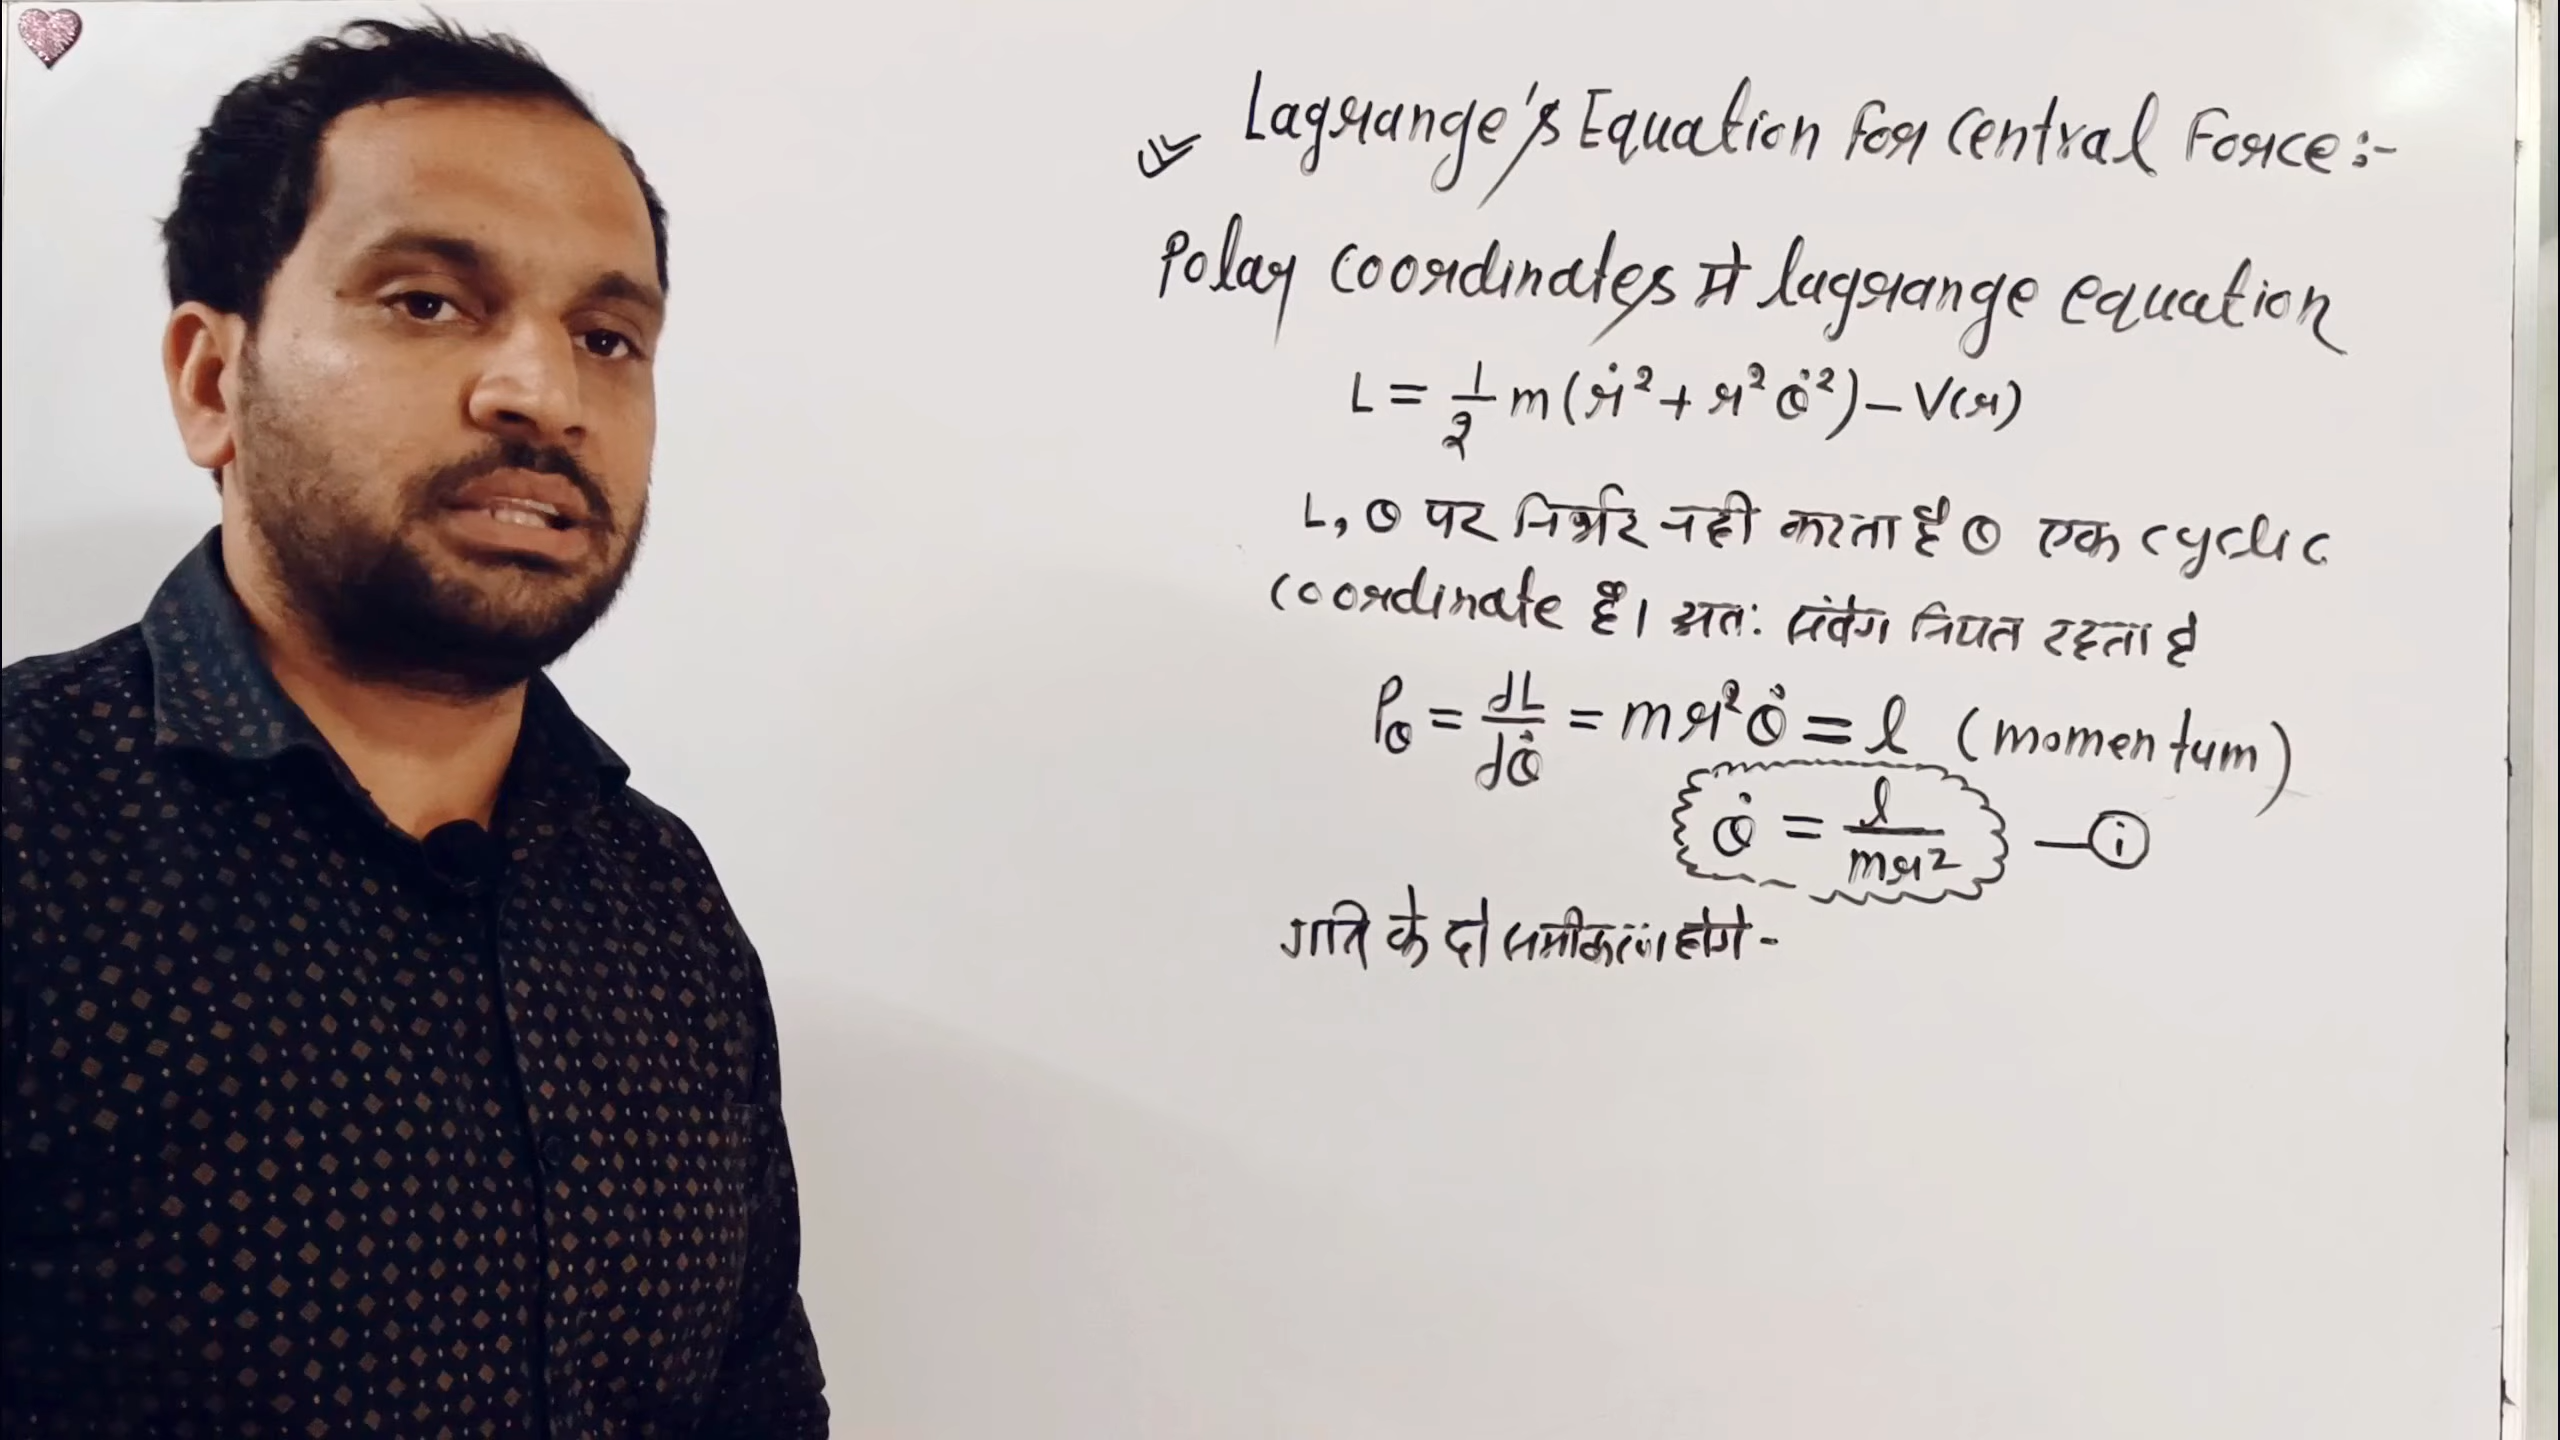 Lagrange's Equation for Central Force:-
Polar Coordinates मे lagrange equation
L = 1/2 m(ṙ² + r² θ̇²) – V(r)
L, θ पर निर्भर नही करता है θ एक cyclic
coordinate है। अतः संवेग नियत रहता है
Pθ = dL/dθ̇ = mr²θ̇ = l (momentum)
θ̇ = l/mr² —(i)
गति के दो समीकरण होगे -